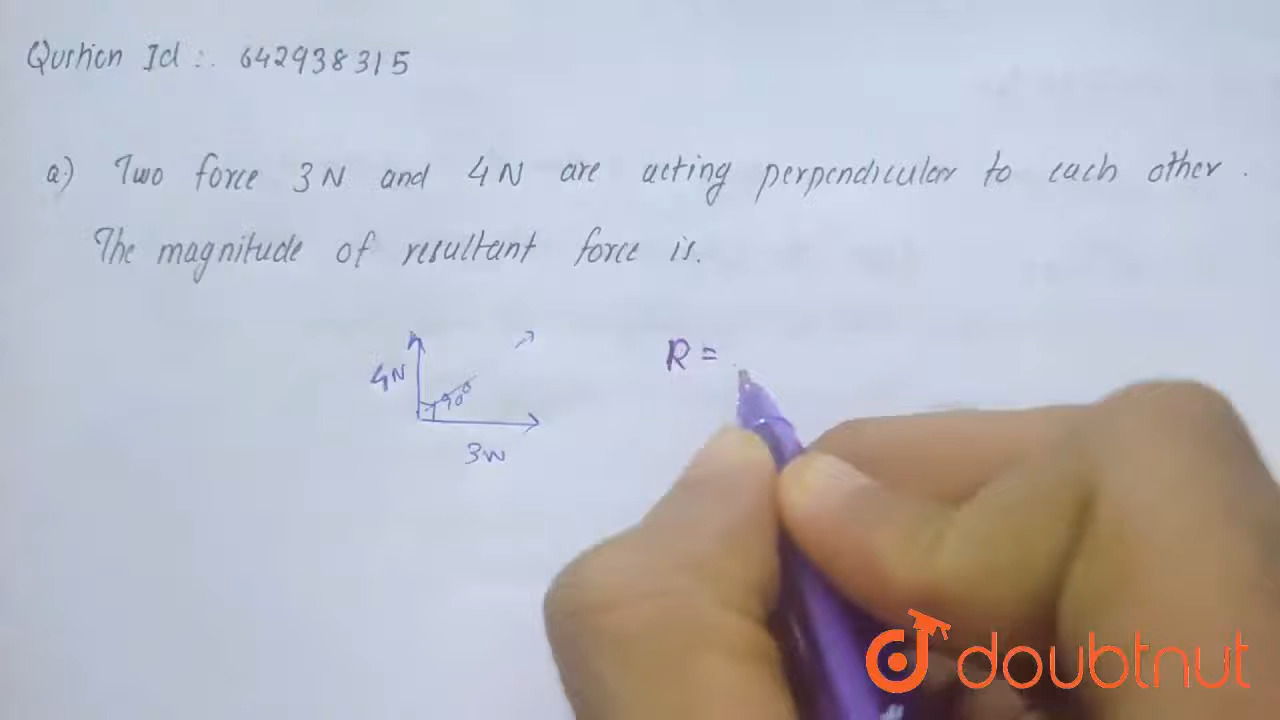 Qustion Id :. 642938315
a.) Two force 3N and 4N are acting perpendicular to each other.
The magnitude of resultant force is.
4N
90°
3N
R =
doubtnut